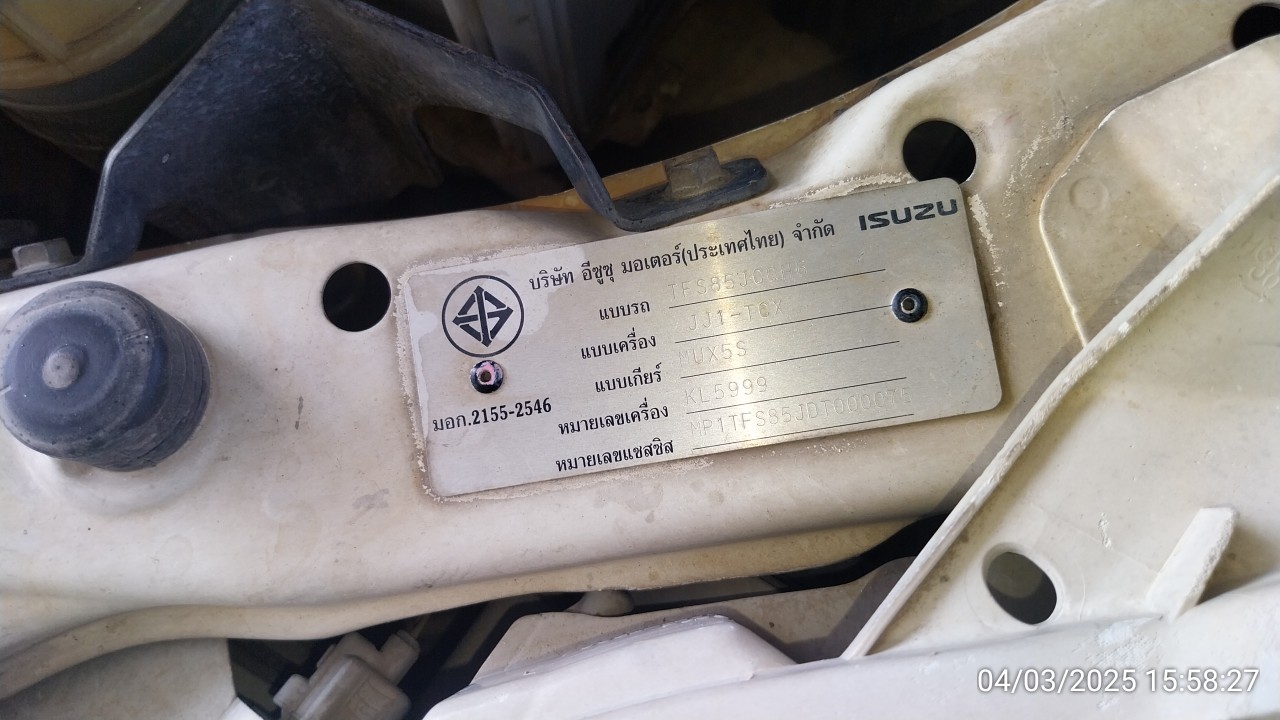 บริษัท อีซูซุ มอเตอร์(ประเทศไทย) จำกัด ISUZU
แบบรถ
แบบเครื่อง JJ1-TCX
แบบเกียร์ MUX5S
หมายเลขเครื่อง KL5999
มอก.2155-2546
หมายเลขแชสซิส MP1TFS85JDT000075
04/03/2025 15:58:27